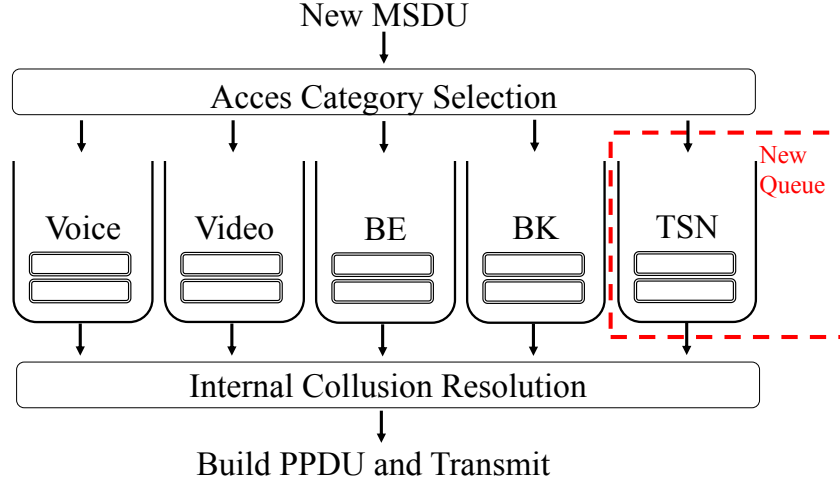 New MSDU
Acces Category Selection
New
Queue
Voice
Video
BE
BK
TSN
Internal Collusion Resolution
Build PPDU and Transmit